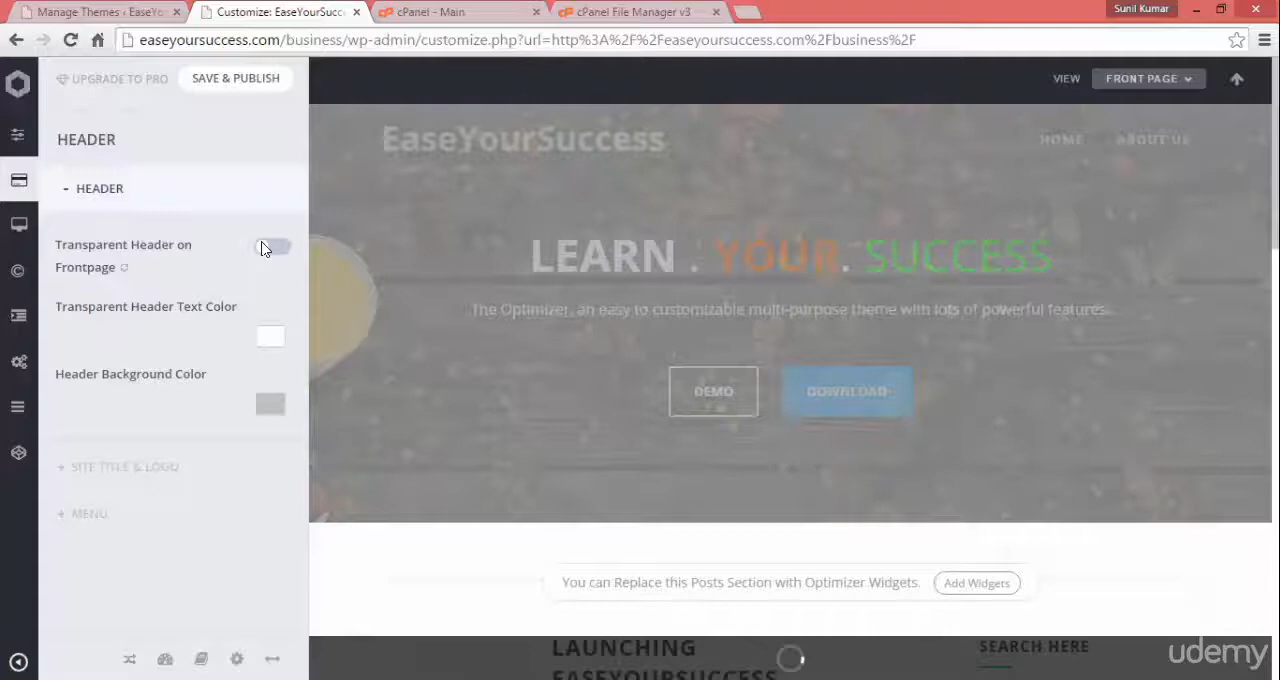 Manage Themes ‹ EaseYo
Customize: EaseYourSucc
cPanel - Main
cPanel File Manager v3
Sunil Kumar
easeyoursuccess.com/business/wp-admin/customize.php?url=http%3A%2F%2Feaseyoursuccess.com%2Fbusiness%2F
UPGRADE TO PRO
SAVE & PUBLISH
VIEW
FRONT PAGE
HEADER
- HEADER
Transparent Header on
Frontpage
Transparent Header Text Color
Header Background Color
+ SITE TITLE & LOGO
+ MENU
EaseYourSuccess
HOME
ABOUT US
LEARN . YOUR. SUCCESS
The Optimizer, an easy to customizable multi-purpose theme with lots of powerful features.
DEMO
DOWNLOAD
You can Replace this Posts Section with Optimizer Widgets.
Add Widgets
LAUNCHING
EASEYOURSUCCESS
SEARCH HERE
udemy